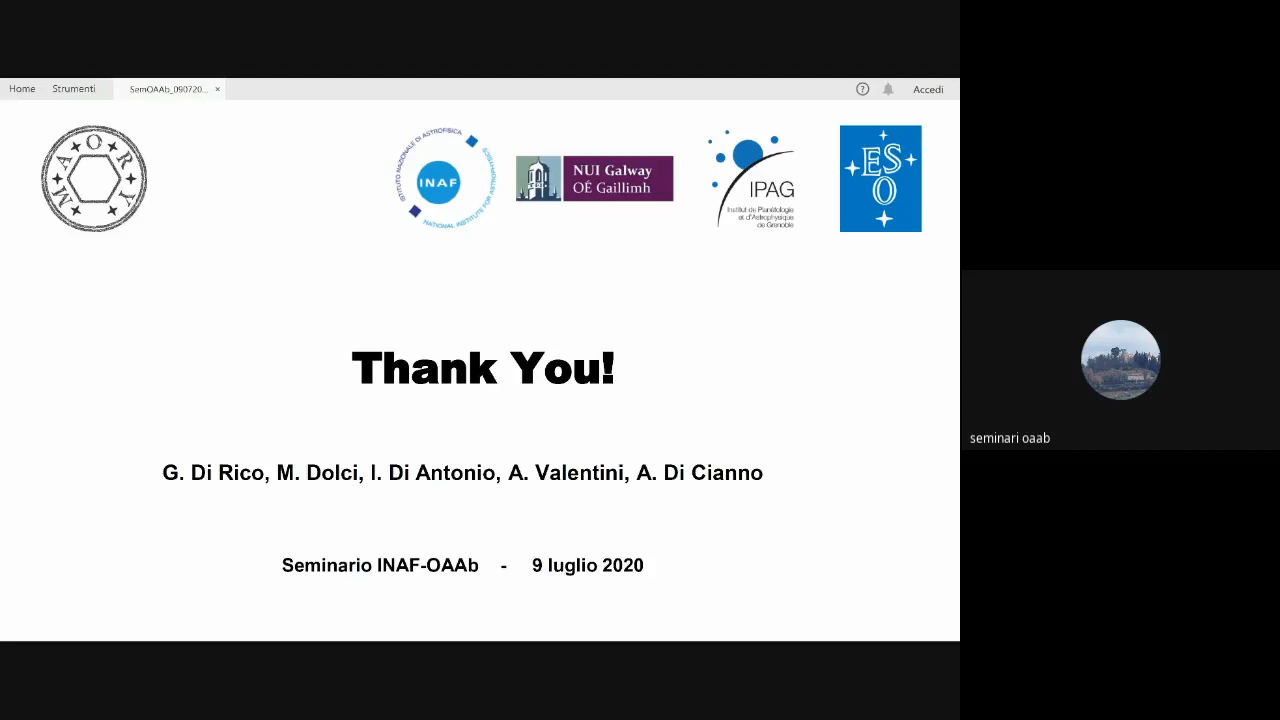 Home Strumenti SemOAAb_090720... × ? Accedi
MAORY
ISTITUTO NAZIONALE DI ASTROFISICA
INAF
NATIONAL INSTITUTE FOR ASTROPHYSICS
NUI Galway
OÉ Gaillimh
IPAG
Institut de Planétologie
et d'Astrophysique
de Grenoble
ESO
Thank You!
G. Di Rico, M. Dolci, I. Di Antonio, A. Valentini, A. Di Cianno
Seminario INAF-OAAb - 9 luglio 2020
seminari oaab